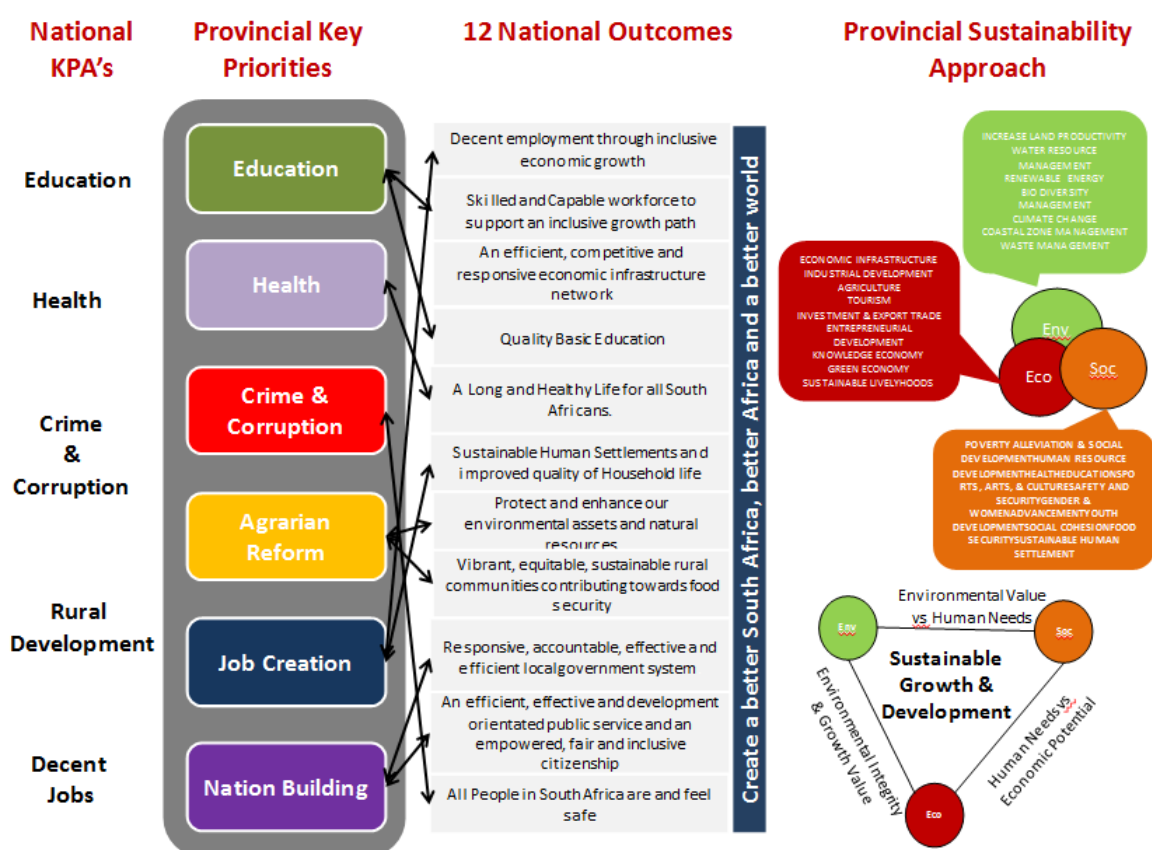 National
KPA's
Education
Health
Crime
&
Corruption
Rural
Development
Decent
Jobs
Provincial Key
Priorities
Education
Health
Crime &
Corruption
Agrarian
Reform
Job Creation
Nation Building
12 National Outcomes
Decent employment through inclusive
economic growth
Skilled and Capable workforce to
support an inclusive growth path
An efficient, competitive and
responsive economic infrastructure
network
Quality Basic Education
A Long and Healthy Life for all South
Africans.
Sustainable Human Settlements and
improved quality of Household life
Protect and enhance our
environmental assets and natural
resources
Vibrant, equitable, sustainable rural
communities contributing towards food
security
Responsive, accountable, effective and
efficient local government system
An efficient, effective and development
orientated public service and an
empowered, fair and inclusive
citizenship
All People in South Africa are and feel
safe
Create a better South Africa, better Africa and a better world
Provincial Sustainability
Approach
INCREASE LAND PRODUCTIVITY
WATER RESOURCE
MANAGEMENT
RENEWABLE ENERGY
BIO DIVERSITY
MANAGEMENT
CLIMATE CHANGE
COASTAL ZONE MANAGEMENT
WASTE MANAGEMENT
ECONOMIC INFRASTRUCTURE
INDUSTRIAL DEVELOPMENT
AGRICULTURE
TOURISM
INVESTMENT & EXPORT TRADE
ENTREPRENEURIAL
DEVELOPMENT
KNOWLEDGE ECONOMY
GREEN ECONOMY
SUSTAINABLE LIVELYHOODS
Env
Eco
Soc
POVERTY ALLEVIATION & SOCIAL
DEVELOPMENTHUMAN RESOURCE
DEVELOPMENTHEALTHEDUCATIONSPO
RTS, ARTS, & CULTURESAFETY AND
SECURITYGENDER &
WOMENADVANCEMENTYOUTH
DEVELOPMENTSOCIAL COHESIONFOOD
SECURITYSUSTAINABLE HUMAN
SETTLEMENT
Environmental Value
vs Human Needs
Env
Soc
Sustainable
Growth &
Development
Environmental Integrity
& Growth Value
Human Needs vs
Economic Potential
Eco